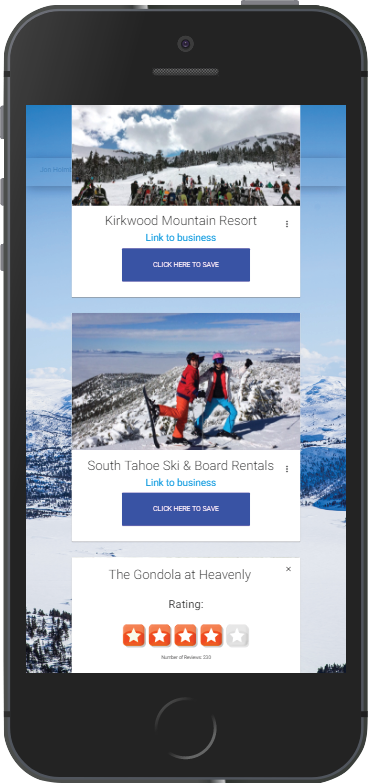 Kirkwood Mountain Resort
Link to business
CLICK HERE TO SAVE
South Tahoe Ski & Board Rentals
Link to business
CLICK HERE TO SAVE
The Gondola at Heavenly
Rating:
Number of Reviews: 233